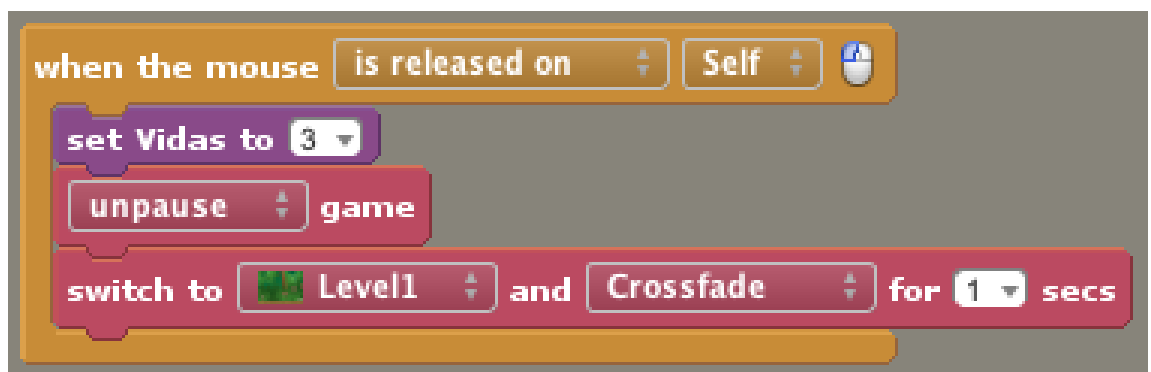 when the mouse is released on Self
set Vidas to 3
unpause game
switch to Level1 and Crossfade for 1 secs